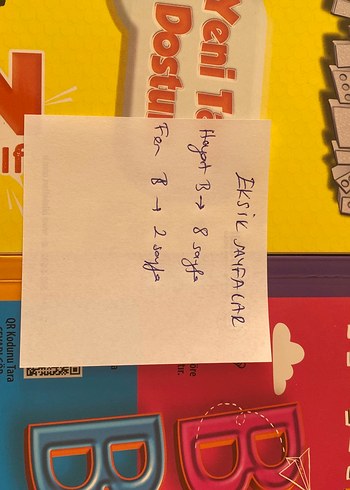 EKSİK SAYFALAR
Hayat B → 8 sayfa
Fen B → 2 sayfa
Yeni
Dostu
QR Kodunu Tara
B
B